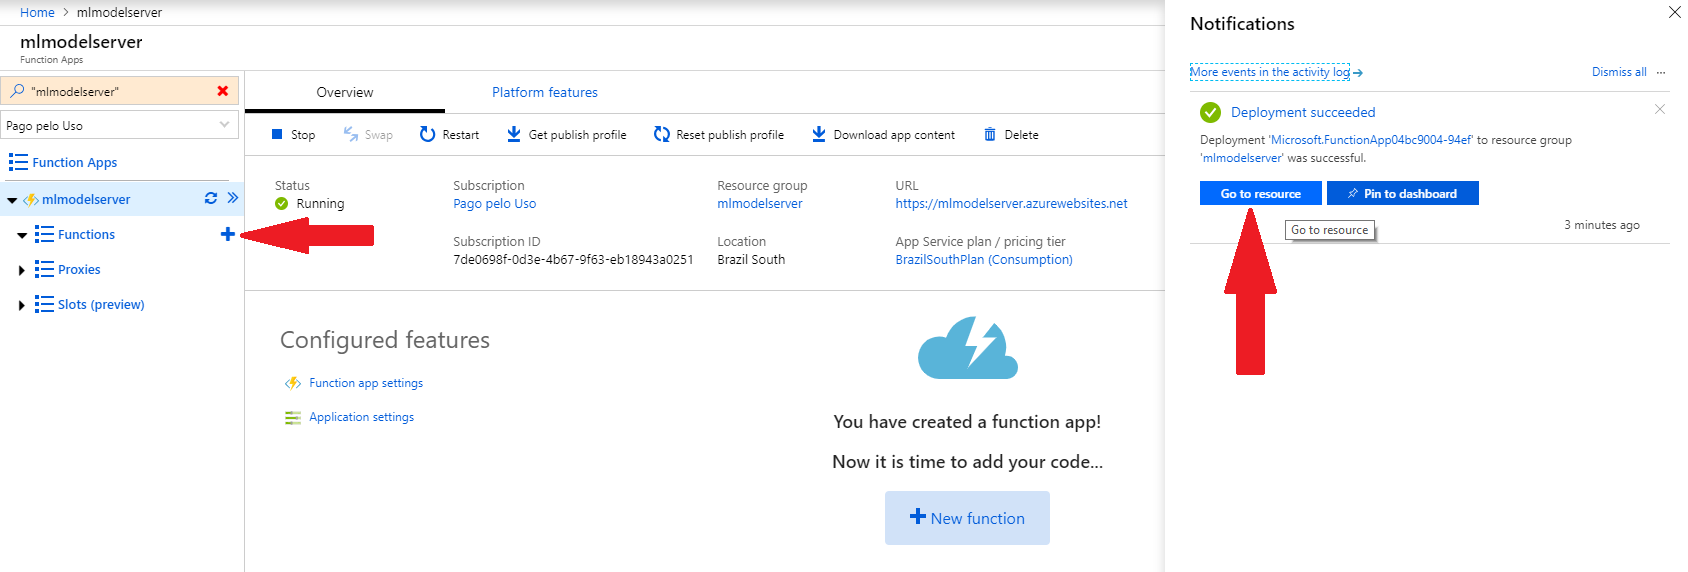 Home > mlmodelserver
mlmodelserver
Function Apps
"mlmodelserver"
Pago pelo Uso
Function Apps
mlmodelserver
Functions
Proxies
Slots (preview)
Overview
Platform features
Stop
Swap
Restart
Get publish profile
Reset publish profile
Download app content
Delete
Status
Running
Subscription
Pago pelo Uso
Resource group
mlmodelserver
URL
https://mlmodelserver.azurewebsites.net
Subscription ID
7de0698f-0d3e-4b67-9f63-eb18943a0251
Location
Brazil South
App Service plan / pricing tier
BrazilSouthPlan (Consumption)
Configured features
Function app settings
Application settings
You have created a function app!
Now it is time to add your code...
New function
Notifications
More events in the activity log
Dismiss all ...
Deployment succeeded
Deployment 'Microsoft.FunctionApp04bc9004-94ef' to resource group
'mlmodelserver' was successful.
Go to resource
Pin to dashboard
Go to resource
3 minutes ago